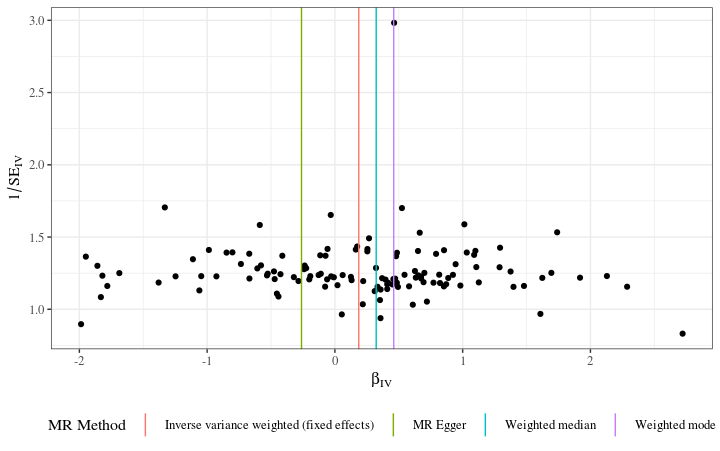 3.0
2.5
2.0
1.5
1.0
1/SE_IV
-2 -1 0 1 2
β_IV
MR Method Inverse variance weighted (fixed effects) MR Egger Weighted median Weighted mode